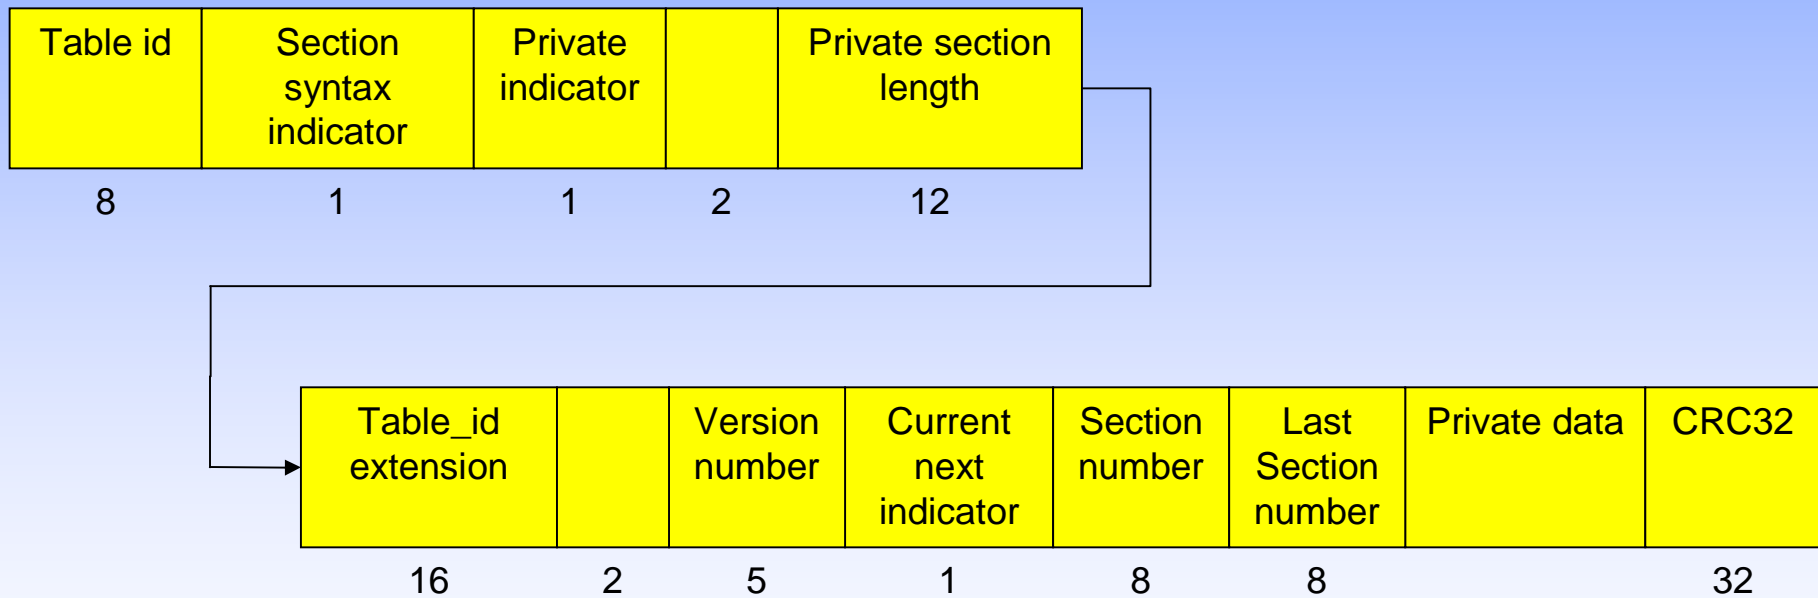 Table id
Section
syntax
indicator
Private
indicator
Private section
length
8
1
1
2
12
Table_id
extension
Version
number
Current
next
indicator
Section
number
Last
Section
number
Private data
CRC32
16
2
5
1
8
8
32